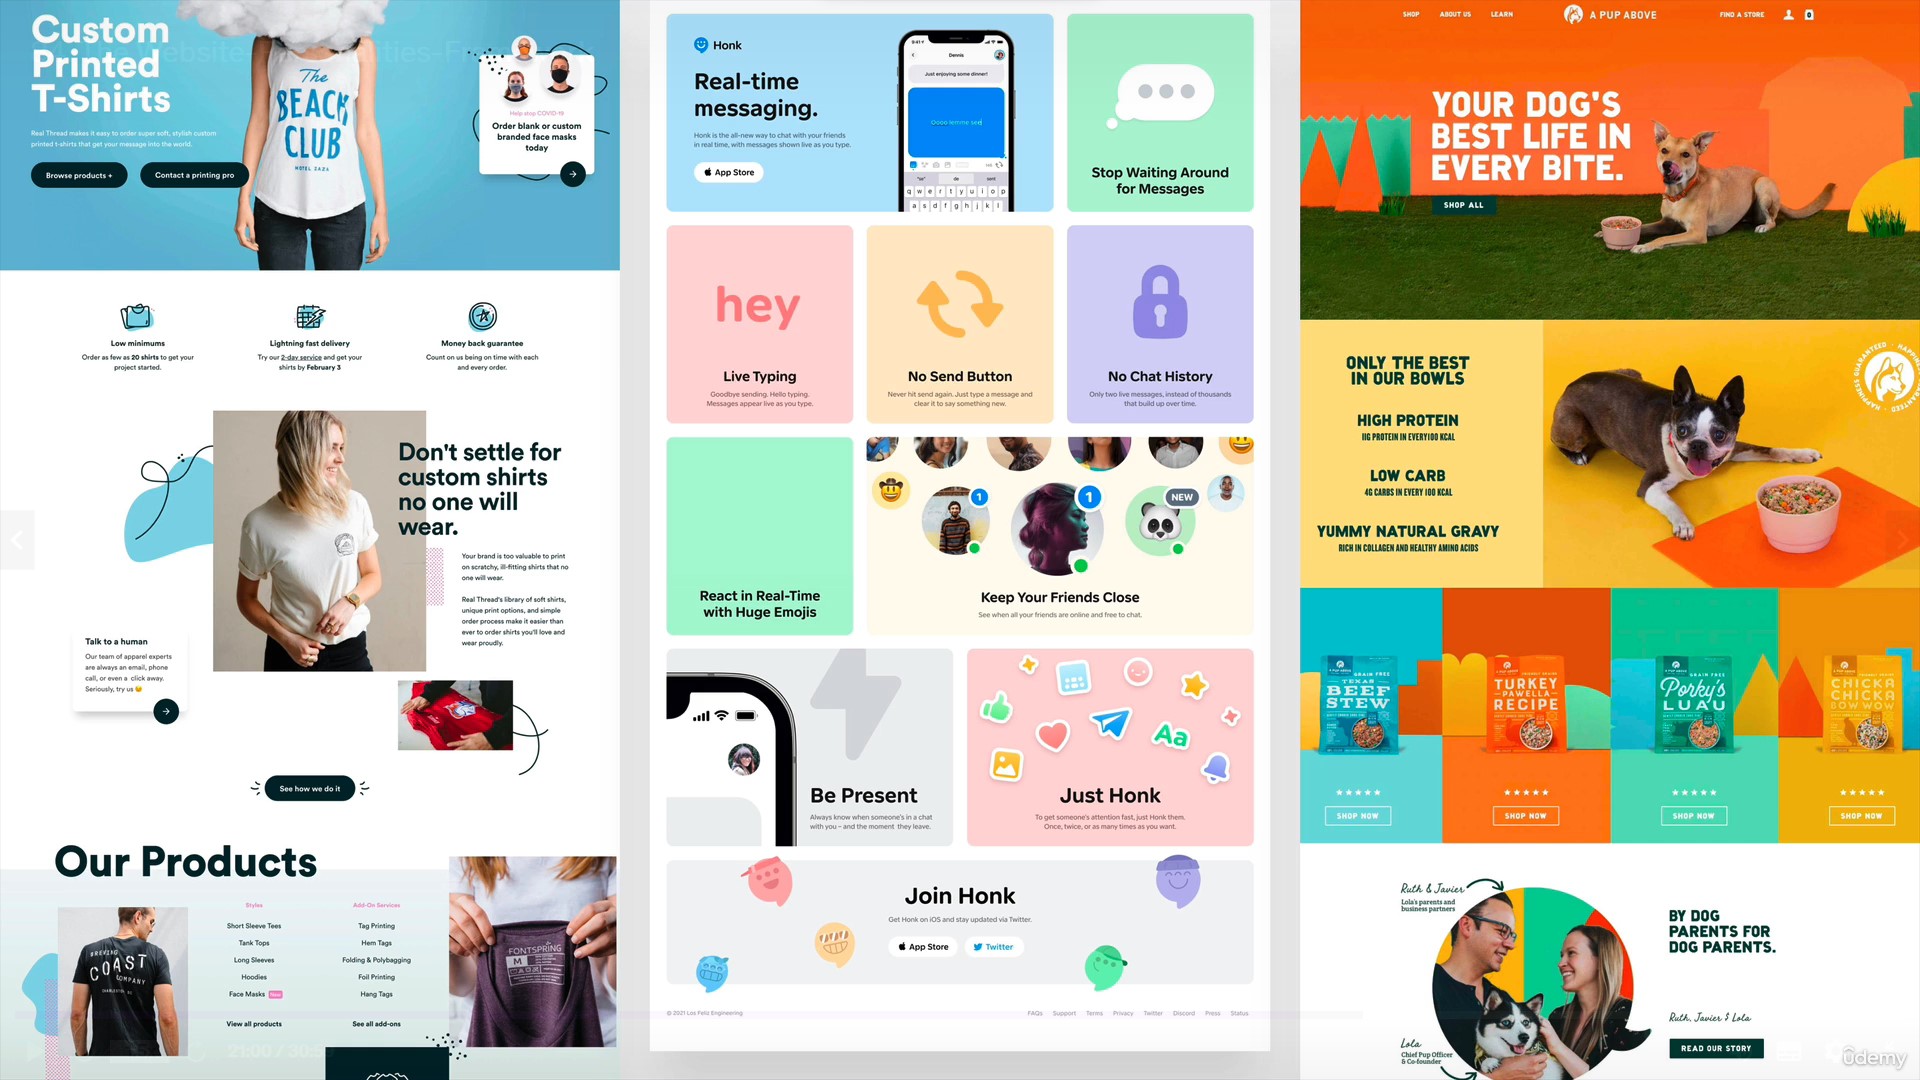 Custom
Printed
T-Shirts
Real Thread makes it easy to order super soft, stylish custom
printed t-shirts that get your message into the world.
Browse products +
Contact a printing pro
The
BEACH
CLUB
Help stop COVID-19
Order blank or custom
branded face masks
today
Low minimums
Order as few as 20 shirts to get your
project started.
Lightning fast delivery
Try our 2-day service and get your
shirts by February 3
Money back guarantee
Count on us being on time with each
and every order.
Don't settle for
custom shirts
no one will
wear.
Your brand is too valuable to print
on scratchy, ill-fitting shirts that no
one will wear.
Real Thread's library of soft shirts,
unique print options, and simple
order process make it easier than
ever to order shirts you'll love and
wear proudly.
Talk to a human
Our team of apparel experts
are always an email, phone
call, or even a click away.
Seriously, try us 😉
See how we do it
Our Products
Styles
Short Sleeve Tees
Tank Tops
Long Sleeves
Hoodies
Face Masks New
View all products
Add-On Services
Tag Printing
Hem Tags
Folding & Polybagging
Foil Printing
Hang Tags
See all add-ons
COAST
COMPANY
FONTSPRING
M
21:00 / 30:5
Honk
Real-time
messaging.
Honk is the all-new way to chat with your friends
in real time, with messages shown live as you type.
App Store
9:41
Dennis
Just enjoying some dinner!
Oooo lemme see
"oo" de sent
q w e r t y u i o p
a s d f g h j k l
Stop Waiting Around
for Messages
hey
Live Typing
Goodbye sending. Hello typing.
Messages appear live as you type.
No Send Button
Never hit send again. Just type a message and
clear it to say something new.
No Chat History
Only two live messages, instead of thousands
that build up over time.
React in Real-Time
with Huge Emojis
1
1
NEW
Keep Your Friends Close
See when all your friends are online and free to chat.
Be Present
Always know when someone's in a chat
with you – and the moment they leave.
Aa
Just Honk
To get someone's attention fast, just Honk them.
Once, twice, or as many times as you want.
Join Honk
Get Honk on iOS and stay updated via Twitter.
App Store
Twitter
© 2021 Los Feliz Engineering
FAQs Support Terms Privacy Twitter Discord Press Status
SHOP ABOUT US LEARN
A PUP ABOVE
FIND A STORE
0
YOUR DOG'S
BEST LIFE IN
EVERY BITE.
SHOP ALL
ONLY THE BEST
IN OUR BOWLS
HIGH PROTEIN
11G PROTEIN IN EVERY100 KCAL
LOW CARB
4G CARBS IN EVERY 100 KCAL
YUMMY NATURAL GRAVY
RICH IN COLLAGEN AND HEALTHY AMINO ACIDS
TEXAS
BEEF
STEW
TURKEY
PAWELLA
RECIPE
Porky's
LUAU
CHICKA
CHICKA
BOW WOW
SHOP NOW
SHOP NOW
SHOP NOW
SHOP NOW
Ruth & Javier
Lola's parents and
business partners
BY DOG
PARENTS FOR
DOG PARENTS.
Ruth, Javier & Lola
READ OUR STORY
Lola
Chief Pup Officer
& Co-founder
ûdemy